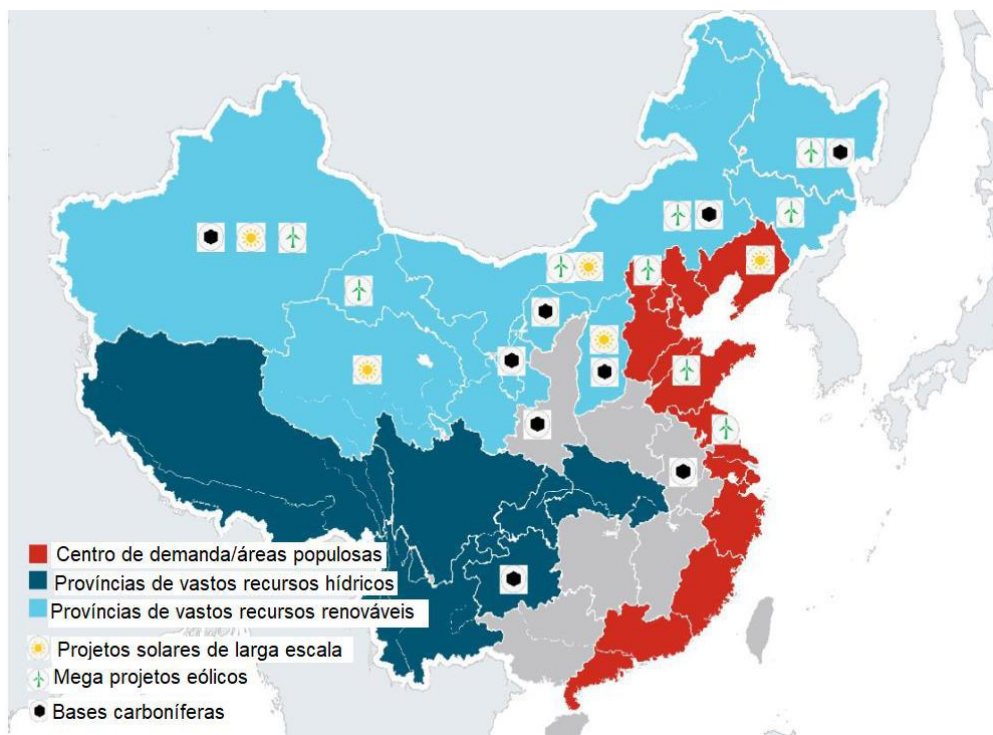 Centro de demanda/áreas populosas
Províncias de vastos recursos hídricos
Províncias de vastos recursos renováveis
Projetos solares de larga escala
Mega projetos eólicos
Bases carboníferas